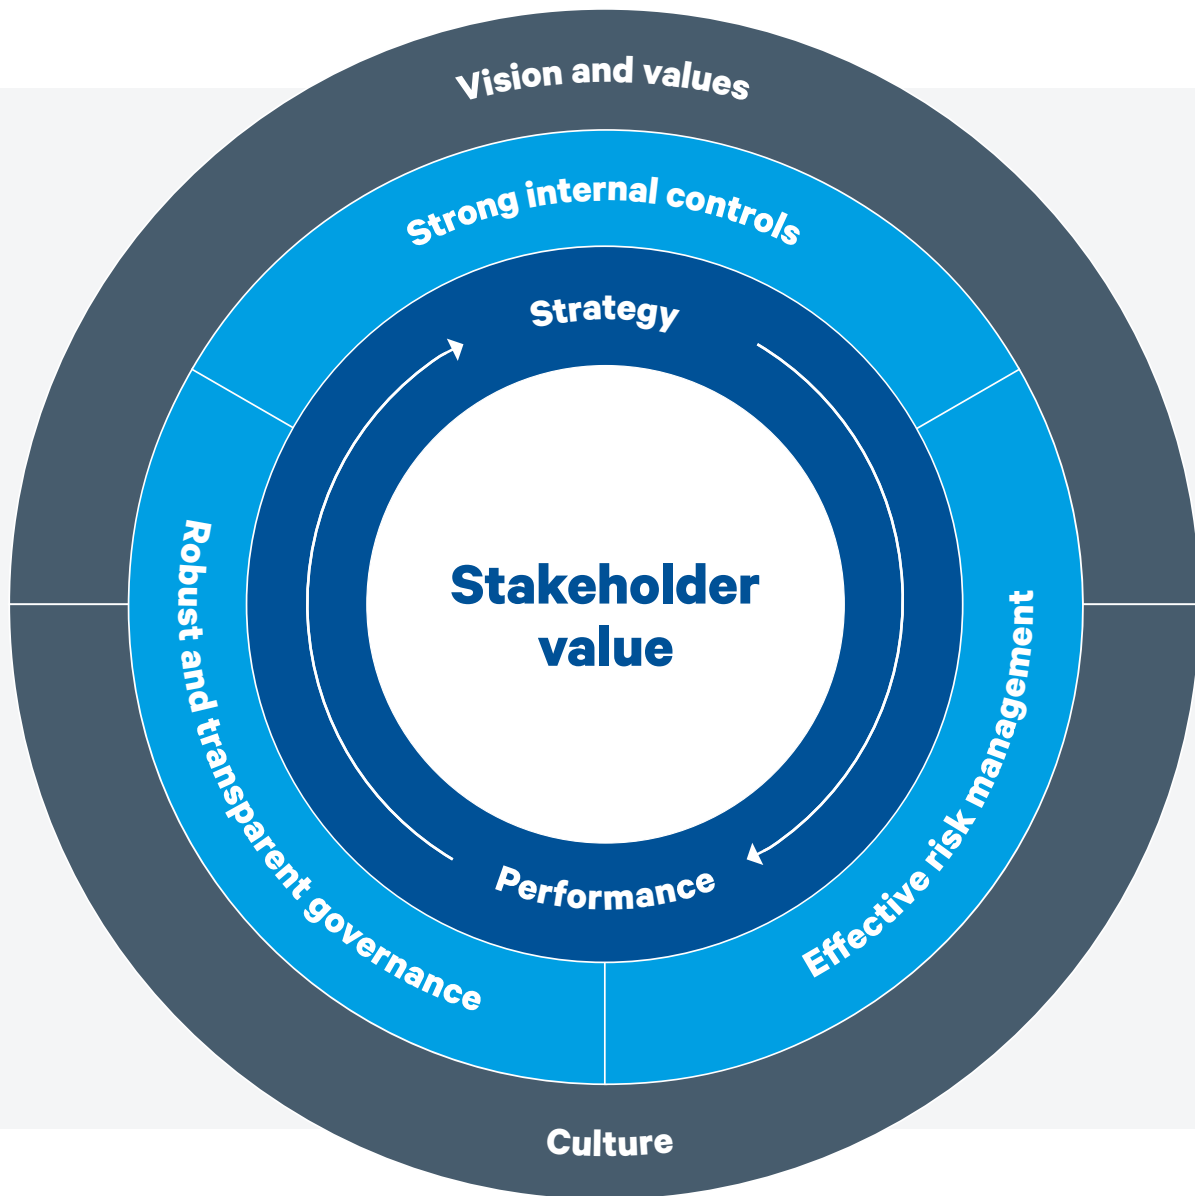 Vision and values
Strong internal controls
Strategy
Stakeholder
value
Robust and transparent governance
Effective risk management
Performance
Culture